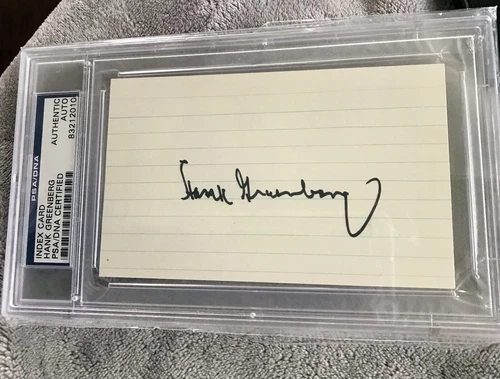 PSA/DNA
INDEX CARD
HANK GREENBERG
PSA/DNA CERTIFIED
AUTHENTIC
AUTO
83212010
Hank Greenberg